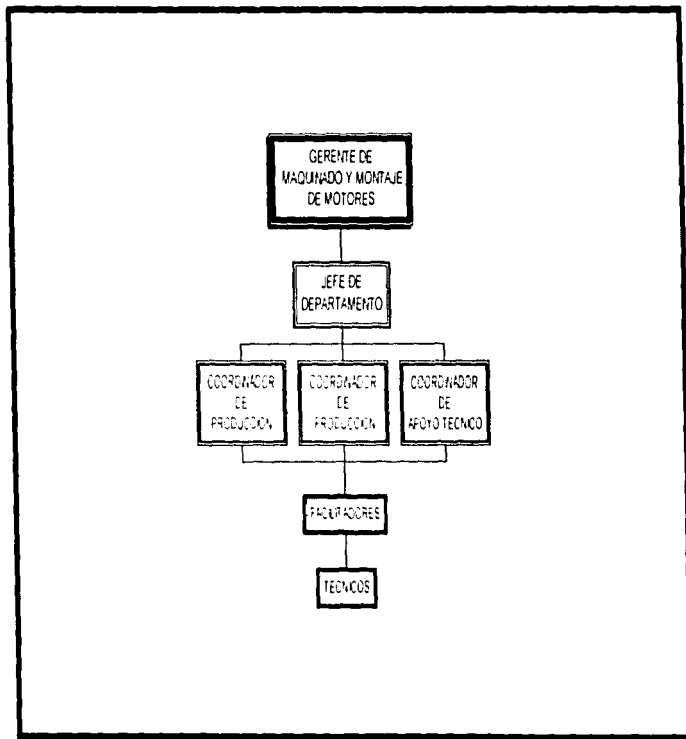 GERENTE DE
MAQUINADO Y MONTAJE
DE MOTORES
JEFE DE
DEPARTAMENTO
COORDINADOR
DE
PRODUCCION
COORDINADOR
DE
PRODUCCION
COORDINADOR
DE
APOYO TECNICO
FACILITADORES
TECNICOS